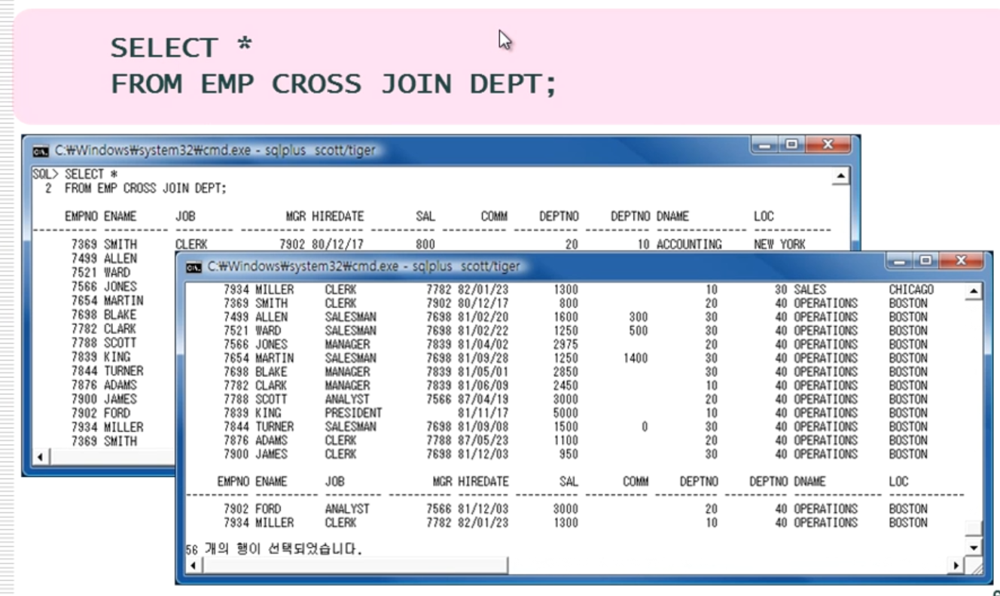 SELECT *
FROM EMP CROSS JOIN DEPT;
C:₩Windows₩system32₩cmd.exe - sqlplus scott/tiger
SQL> SELECT *
2 FROM EMP CROSS JOIN DEPT;
EMPNO ENAME JOB MGR HIREDATE SAL COMM DEPTNO DEPTNO DNAME LOC
7369 SMITH CLERK 7902 80/12/17 800 20 10 ACCOUNTING NEW YORK
7499 ALLEN
7521 WARD
7566 JONES
7654 MARTIN
7698 BLAKE
7782 CLARK
7788 SCOTT
7839 KING
7844 TURNER
7876 ADAMS
7900 JAMES
7902 FORD
7934 MILLER
7369 SMITH
C:₩Windows₩system32₩cmd.exe - sqlplus scott/tiger
7934 MILLER CLERK 7782 82/01/23 1300 10 30 SALES CHICAGO
7369 SMITH CLERK 7902 80/12/17 800 20 40 OPERATIONS BOSTON
7499 ALLEN SALESMAN 7698 81/02/20 1600 300 30 40 OPERATIONS BOSTON
7521 WARD SALESMAN 7698 81/02/22 1250 500 30 40 OPERATIONS BOSTON
7566 JONES MANAGER 7839 81/04/02 2975 20 40 OPERATIONS BOSTON
7654 MARTIN SALESMAN 7698 81/09/28 1250 1400 30 40 OPERATIONS BOSTON
7698 BLAKE MANAGER 7839 81/05/01 2850 30 40 OPERATIONS BOSTON
7782 CLARK MANAGER 7839 81/06/09 2450 10 40 OPERATIONS BOSTON
7788 SCOTT ANALYST 7566 87/04/19 3000 20 40 OPERATIONS BOSTON
7839 KING PRESIDENT 81/11/17 5000 10 40 OPERATIONS BOSTON
7844 TURNER SALESMAN 7698 81/09/08 1500 0 30 40 OPERATIONS BOSTON
7876 ADAMS CLERK 7788 87/05/23 1100 20 40 OPERATIONS BOSTON
7900 JAMES CLERK 7698 81/12/03 950 30 40 OPERATIONS BOSTON
EMPNO ENAME JOB MGR HIREDATE SAL COMM DEPTNO DEPTNO DNAME LOC
7902 FORD ANALYST 7566 81/12/03 3000 20 40 OPERATIONS BOSTON
7934 MILLER CLERK 7782 82/01/23 1300 10 40 OPERATIONS BOSTON
56 개의 행이 선택되었습니다.